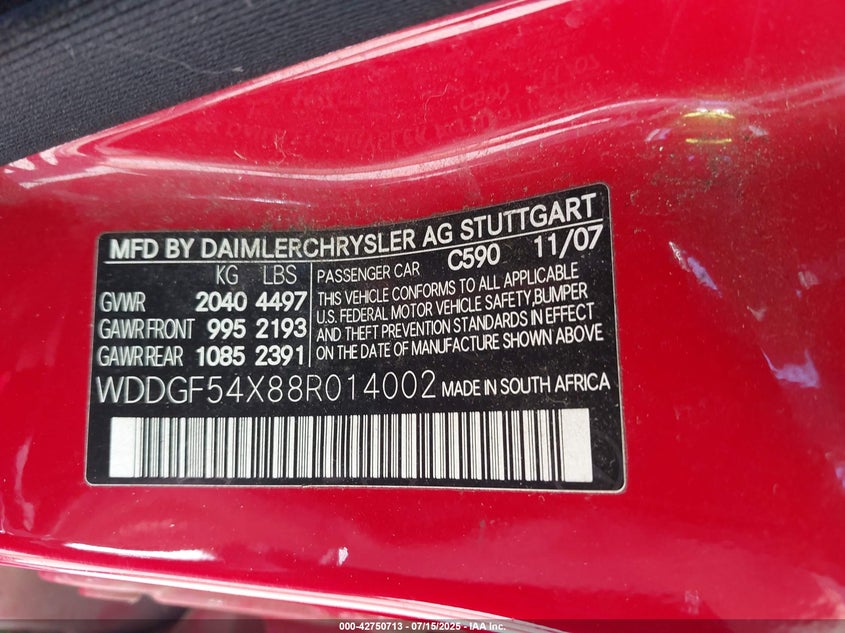 MFD BY DAIMLERCHRYSLER AG STUTTGART
KG LBS PASSENGER CAR C590 11/07
GVWR 2040 4497
GAWR FRONT 995 2193
GAWR REAR 1085 2391
THIS VEHICLE CONFORMS TO ALL APPLICABLE
U.S. FEDERAL MOTOR VEHICLE SAFETY,BUMPER
AND THEFT PREVENTION STANDARDS IN EFFECT
ON THE DATE OF MANUFACTURE SHOWN ABOVE
WDDGF54X88R014002 MADE IN SOUTH AFRICA
000-42750713 - 07/15/2025 - IAA Inc.